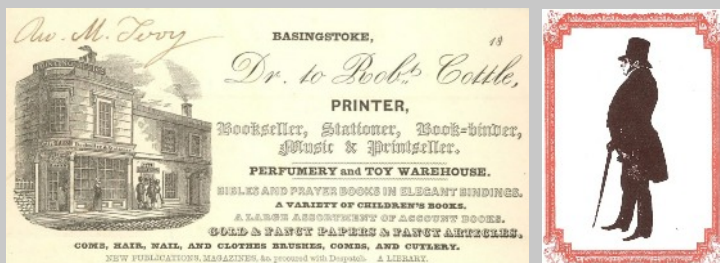 BASINGSTOKE,
18
Dr. to Robts Cottle,
PRINTER,
Bookseller, Stationer, Book=binder,
Music & Printseller.
PERFUMERY and TOY WAREHOUSE.
BIBLES AND PRAYER BOOKS IN ELEGANT BINDINGS.
A VARIETY OF CHILDREN'S BOOKS.
A LARGE ASSORTMENT OF ACCOUNT BOOKS.
GOLD & FANCY PAPERS & FANCY ARTICLES.
COMB, HAIR, NAIL, AND CLOTHES BRUSHES, COMBS, AND CUTLERY.
NEW PUBLICATIONS, MAGAZINES, &c. procured with Despatch. A LIBRARY.